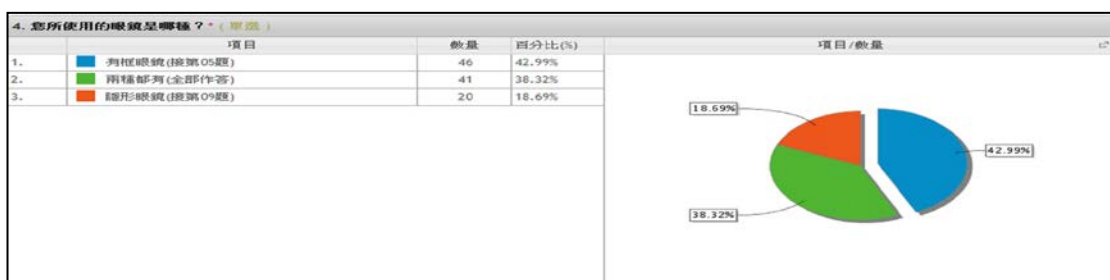 4. 您所使用的眼鏡是哪種？*（單選）
項目 數量 百分比(%) 項目/數量
1. 有框眼鏡(接第05題) 46 42.99%
2. 兩種都有(全部作答) 41 38.32%
3. 隱形眼鏡(接第09題) 20 18.69%
18.69%
42.99%
38.32%